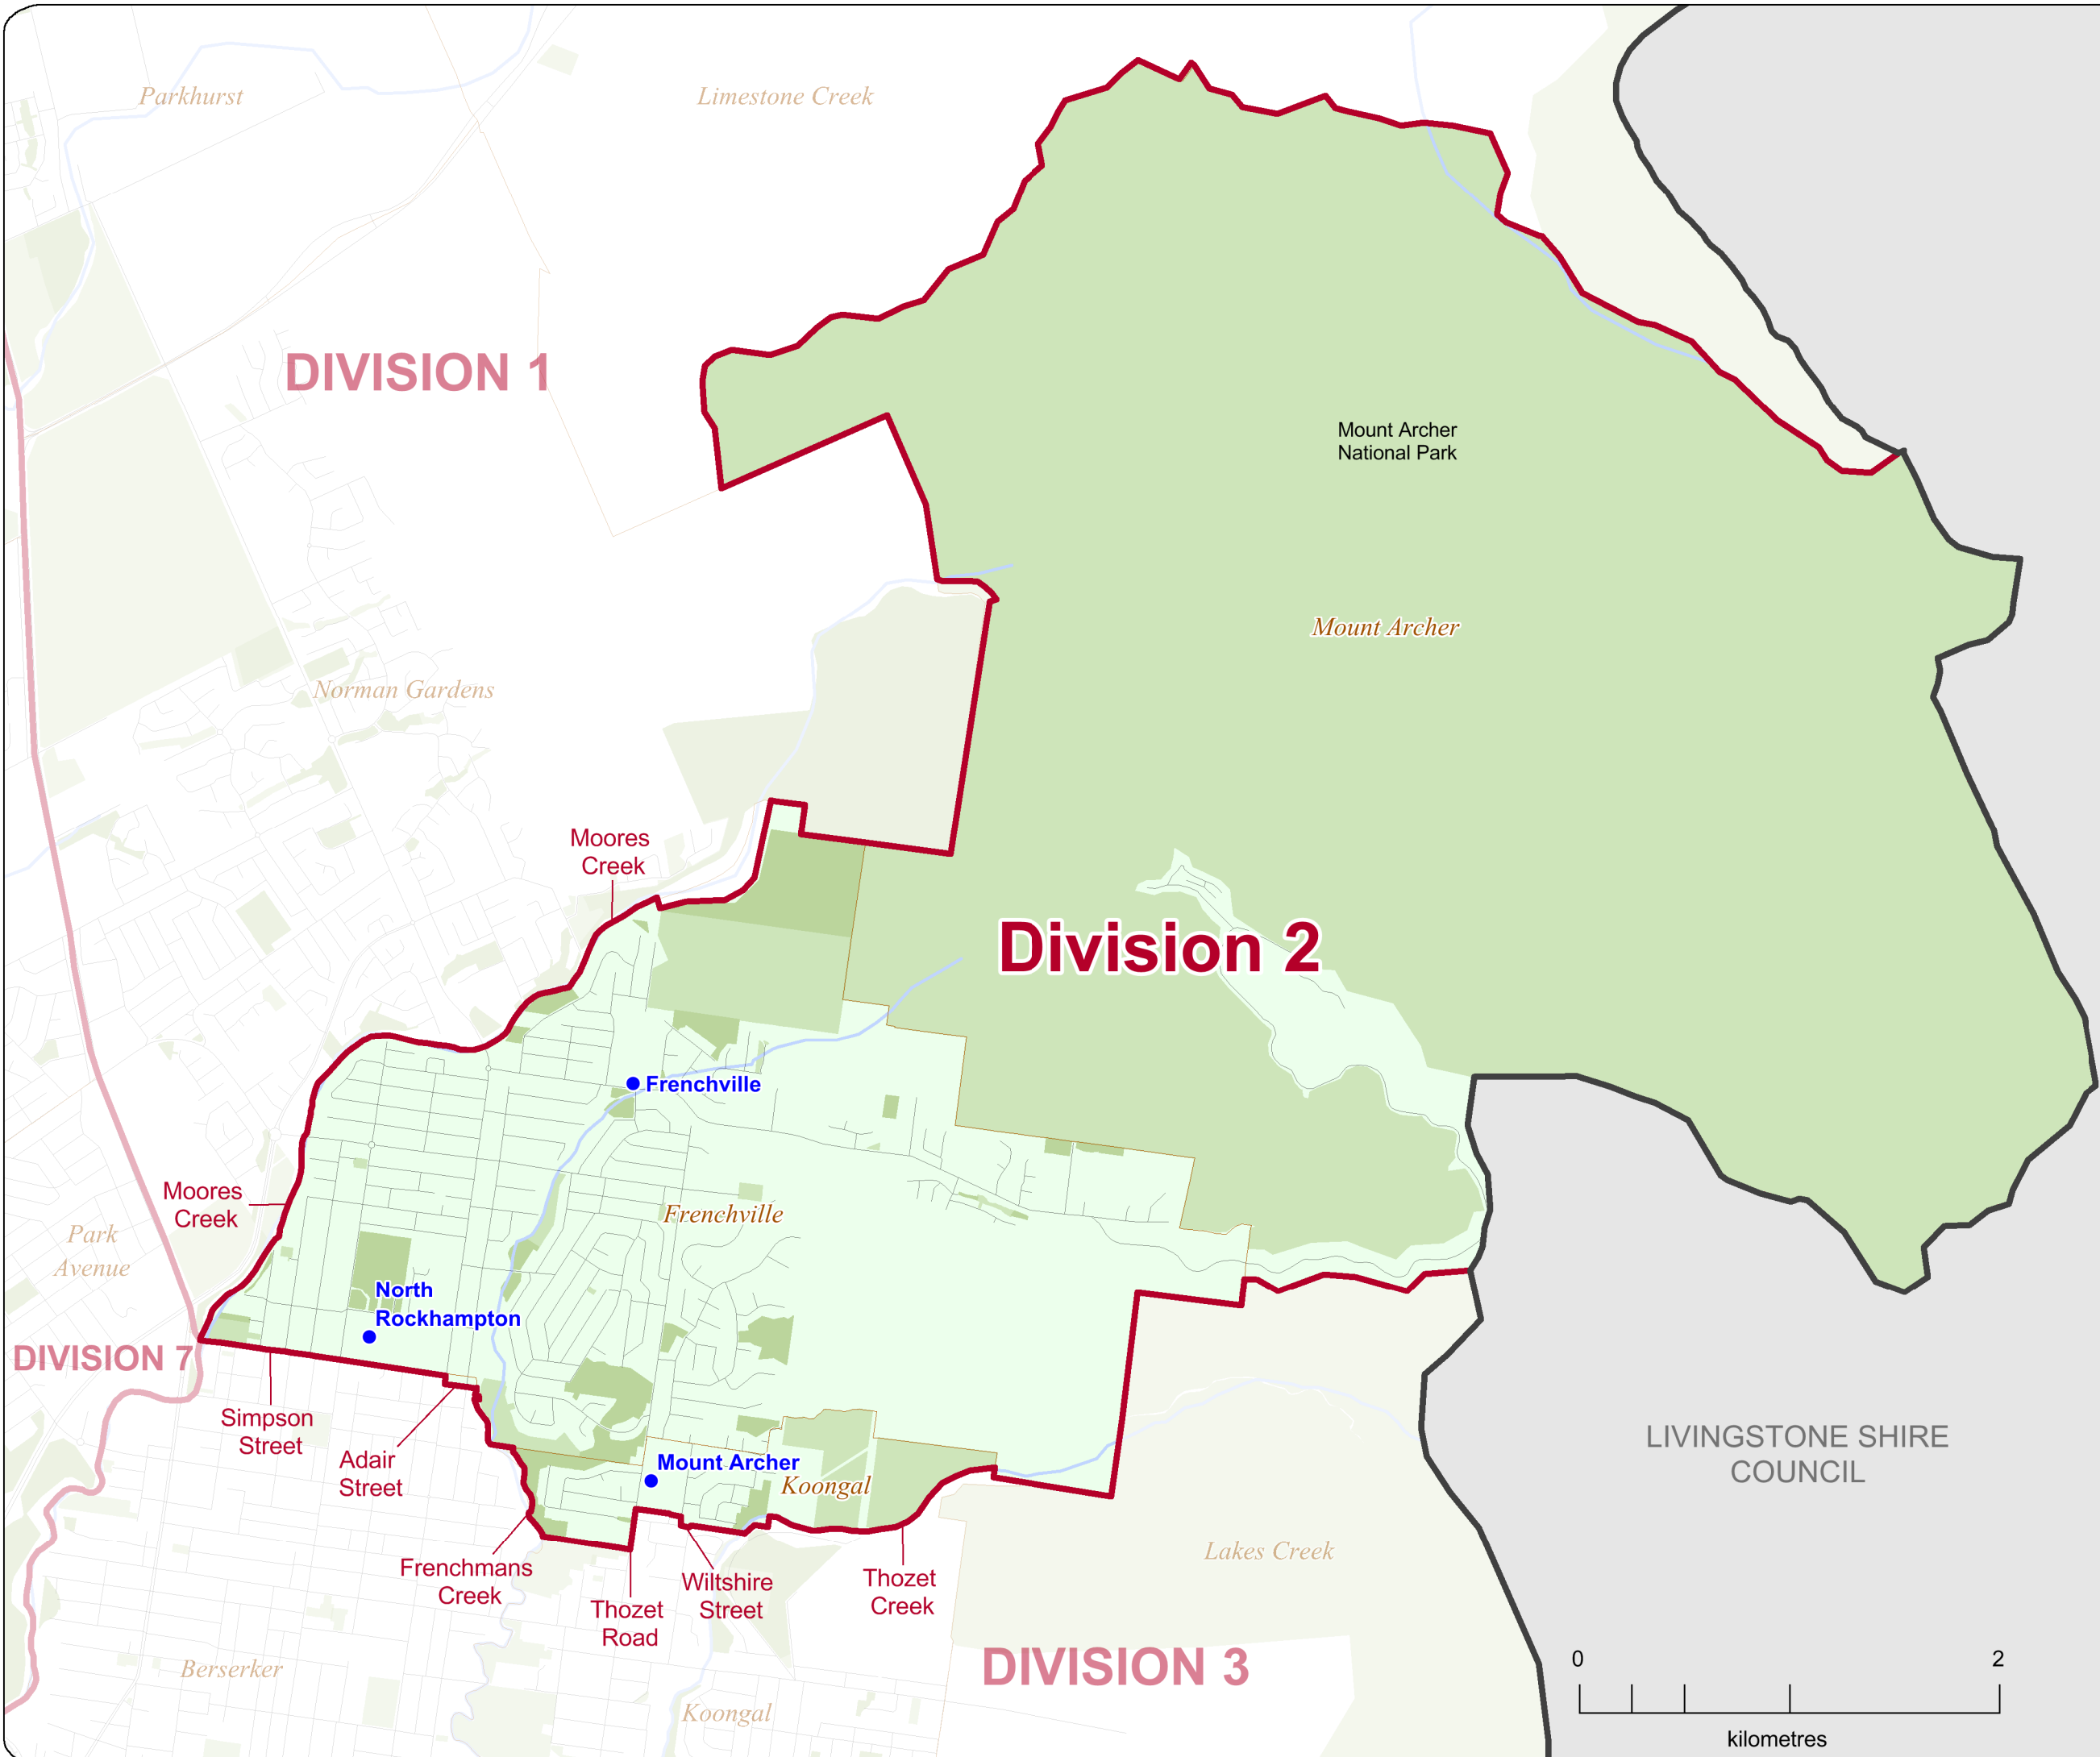 Parkhurst
Limestone Creek
DIVISION 1
Mount Archer
National Park
Mount Archer
Norman Gardens
Moores
Creek
Division 2
Frenchville
Moores
Creek
Frenchville
Park
Avenue
North
Rockhampton
DIVISION 7
Simpson
Street
Adair
Street
Mount Archer
Koongal
LIVINGSTONE SHIRE
COUNCIL
Frenchmans
Creek
Thozet
Road
Wiltshire
Street
Thozet
Creek
Lakes Creek
Berserker
DIVISION 3
Koongal
0
2
kilometres